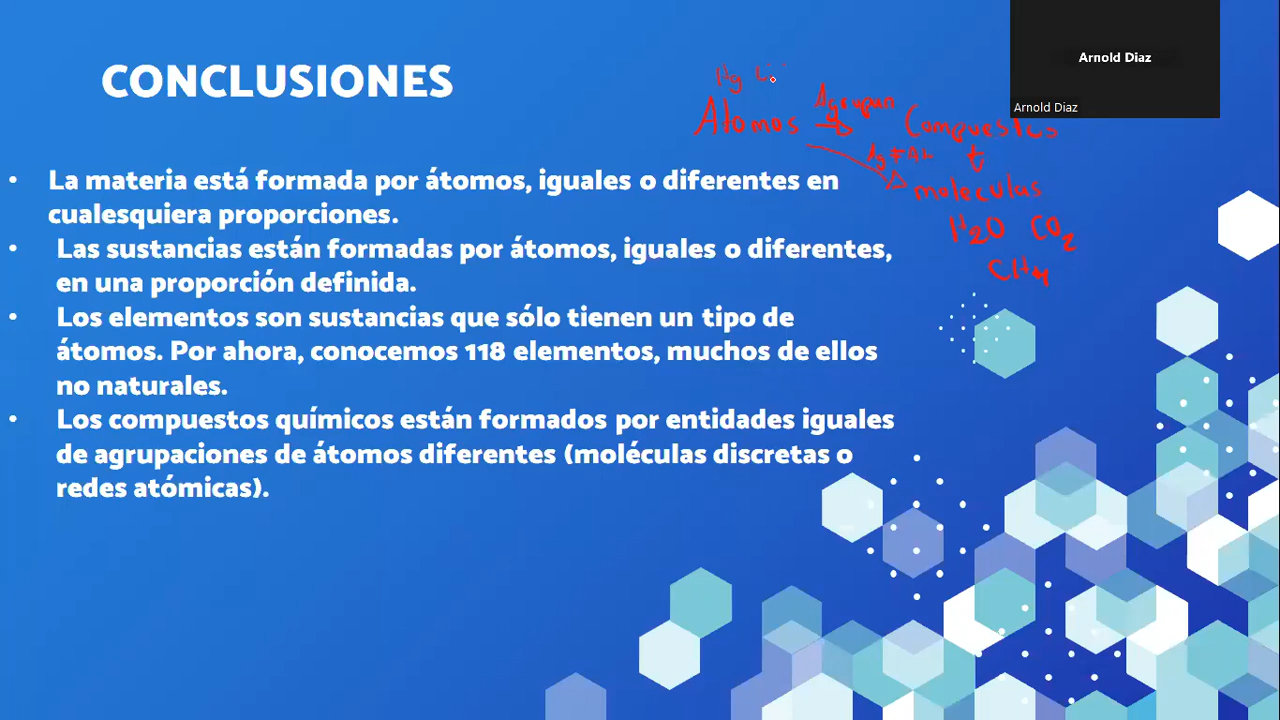 CONCLUSIONES
Arnold Diaz
Arnold Diaz
Hg
Atomos Agrupan Compuestos
moleculas
H2O CO2
CH4
• La materia está formada por átomos, iguales o diferentes en
cualesquiera proporciones.
• Las sustancias están formadas por átomos, iguales o diferentes,
en una proporción definida.
• Los elementos son sustancias que sólo tienen un tipo de
átomos. Por ahora, conocemos 118 elementos, muchos de ellos
no naturales.
• Los compuestos químicos están formados por entidades iguales
de agrupaciones de átomos diferentes (moléculas discretas o
redes atómicas).